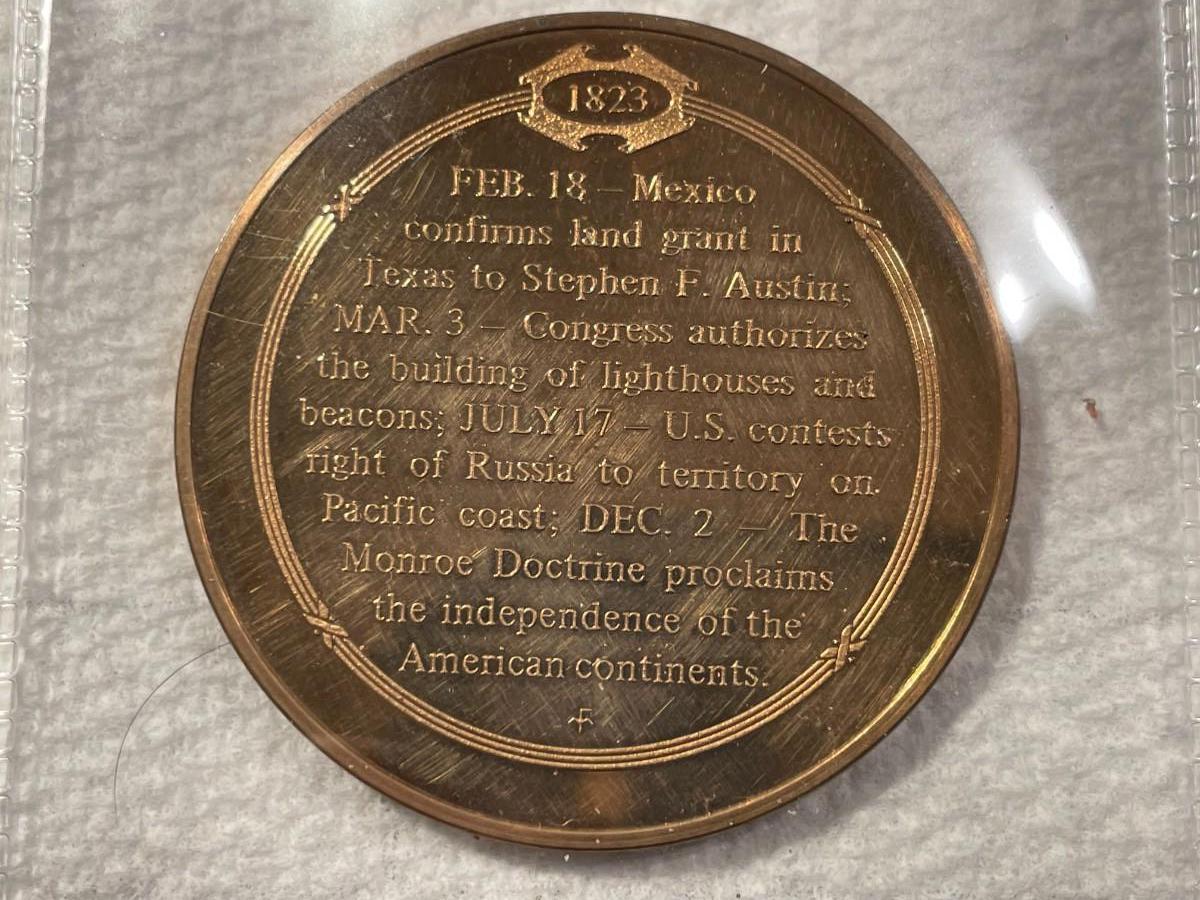 1823
FEB. 18 – Mexico
confirms land grant in
Texas to Stephen F. Austin;
MAR. 3 – Congress authorizes
the building of lighthouses and
beacons; JULY 17 – U.S. contests
right of Russia to territory on
Pacific coast; DEC. 2 – The
Monroe Doctrine proclaims
the independence of the
American continents.
F